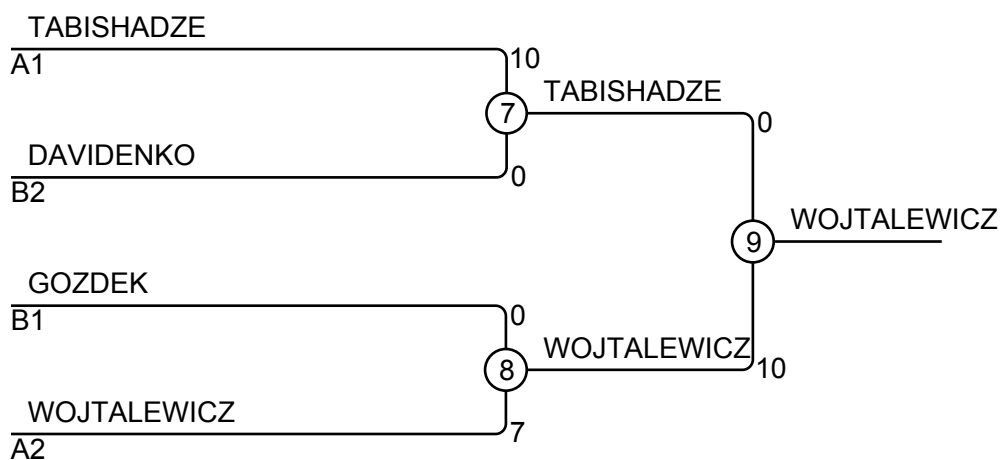 TABISHADZE
A1
10
7
TABISHADZE
0
DAVIDENKO
B2
0
9
WOJTALEWICZ
GOZDEK
B1
0
8
WOJTALEWICZ
10
WOJTALEWICZ
A2
7